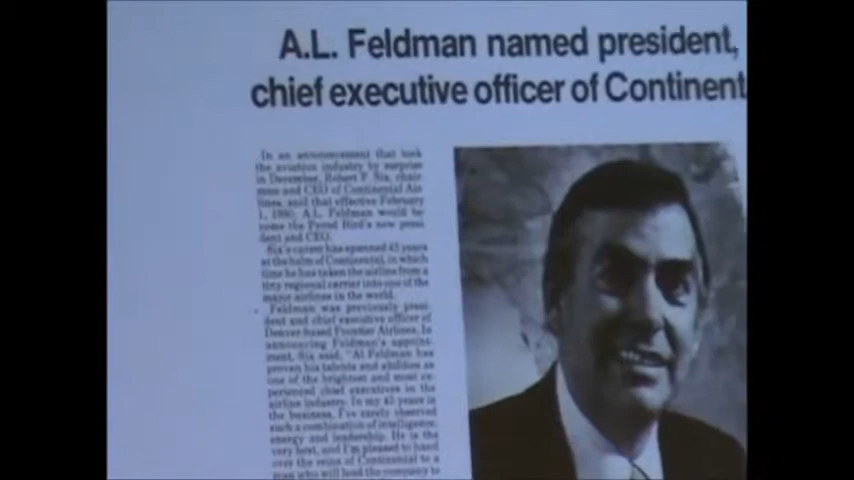 A.L. Feldman named president,
chief executive officer of Continent
In an announcement that took
the aviation industry by surprise
in December, Robert F. Six, chair-
man and CEO of Continental Air
lines, said that effective February
1, 1980, A.L. Feldman would be-
come the Proud Bird's new presi
dent and CEO.
Six's career has spanned 43 years
at the helm of Continental, in which
time he has taken the airline from a
tiny regional carrier into one of the
major airlines in the world.
Feldman was previously presi-
dent and chief executive officer of
Denver-based Frontier Airlines. In
announcing Feldman's appoint-
ment, Six said, "Al Feldman has
proven his talents and abilities as
one of the brightest and most ex-
perienced chief executives in the
airline industry. In my 43 years in
the business, I've rarely observed
such a combination of intelligence,
energy and leadership. He is the
very best, and I'm pleased to hand
over the reins of Continental to a
man who will lead the company to